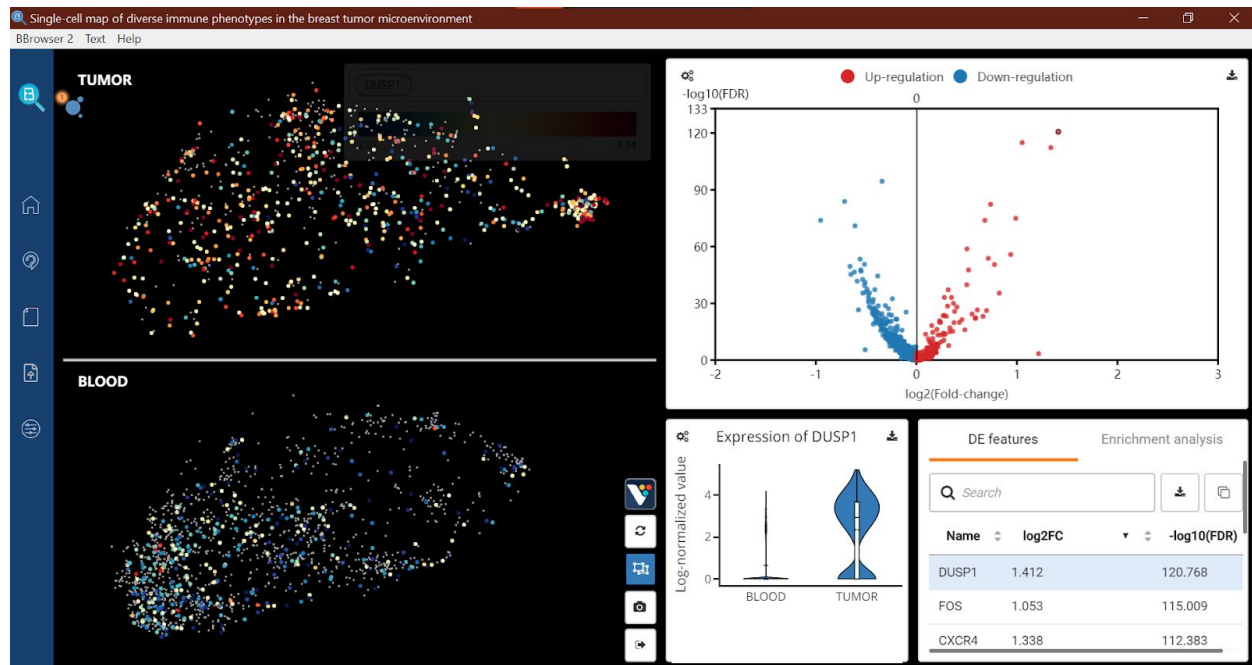 Single-cell map of diverse immune phenotypes in the breast tumor microenvironment
BBrowser 2 Text Help
TUMOR
DUSP1
4.34
BLOOD
Up-regulation Down-regulation
-log10(FDR)
0
133
120
90
60
30
0
-2 -1 0 1 2 3
log2(Fold-change)
Expression of DUSP1
Log-normalized value
4
2
0
BLOOD TUMOR
DE features Enrichment analysis
Search
Name log2FC -log10(FDR)
DUSP1 1.412 120.768
FOS 1.053 115.009
CXCR4 1.338 112.383